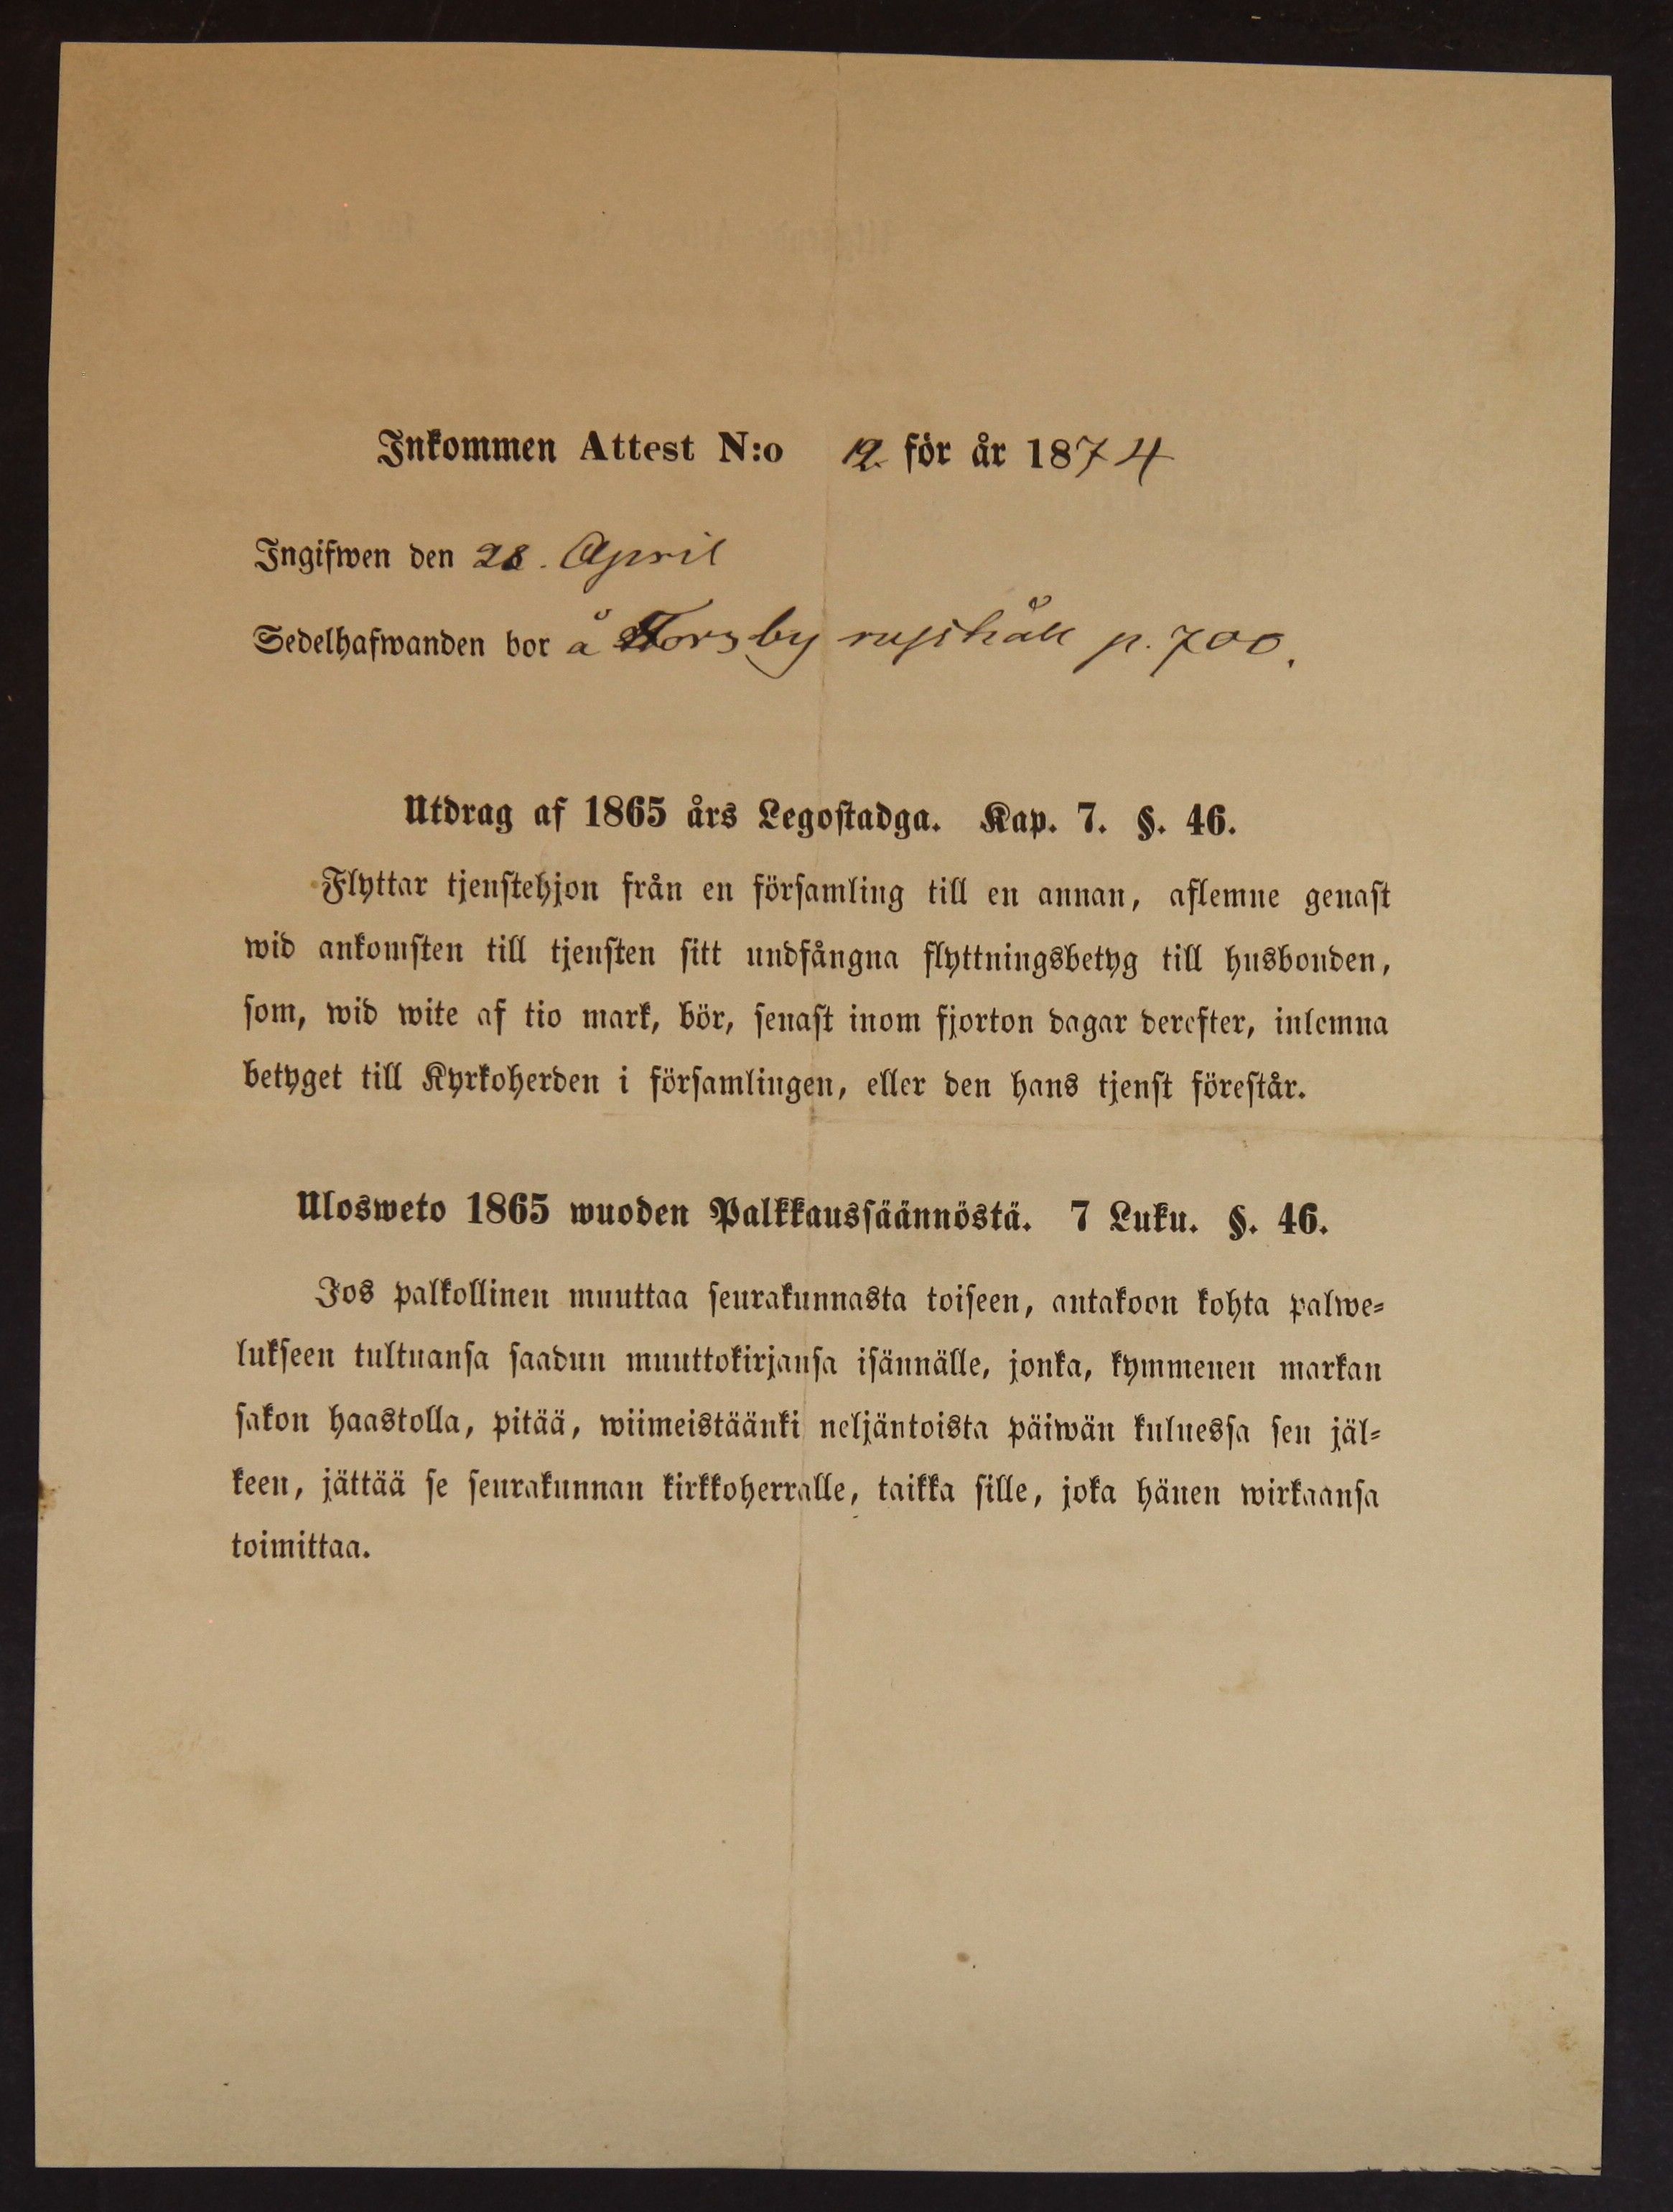 Inkommen Attest N:o 12. för år 1874
Ingifwen den 28. April
Sedelhafwanden bor å Forsby rusthåll p. 700.
Utdrag af 1865 års Legostadga. Kap. 7. §. 46.
Flyttar tjenstehjon från en församling till en annan, aflemne genast
wid ankomsten till tjensten sitt undfångna flyttningsbetyg till husbonden,
som, wid wite af tio mark, bör, senast inom fjorton dagar derefter, inlemna
betyget till Kyrkoherden i församlingen, eller den hans tjenst förestår.
Ulosweto 1865 wuoden Palkkaussäännöstä. 7 Luku. §. 46.
Jos palkollinen muuttaa seurakunnasta toiseen, antakoon kohta palwe-
lukseen tultuansa saadun muuttokirjansa isännälle, jonka, kymmenen markan
sakon haastolla, pitää, wiimeistäänki neljäntoista päiwän kuluessa sen jäl-
keen, jättää se seurakunnan kirkkoherralle, taikka sille, joka hänen wirkaansa
toimittaa.